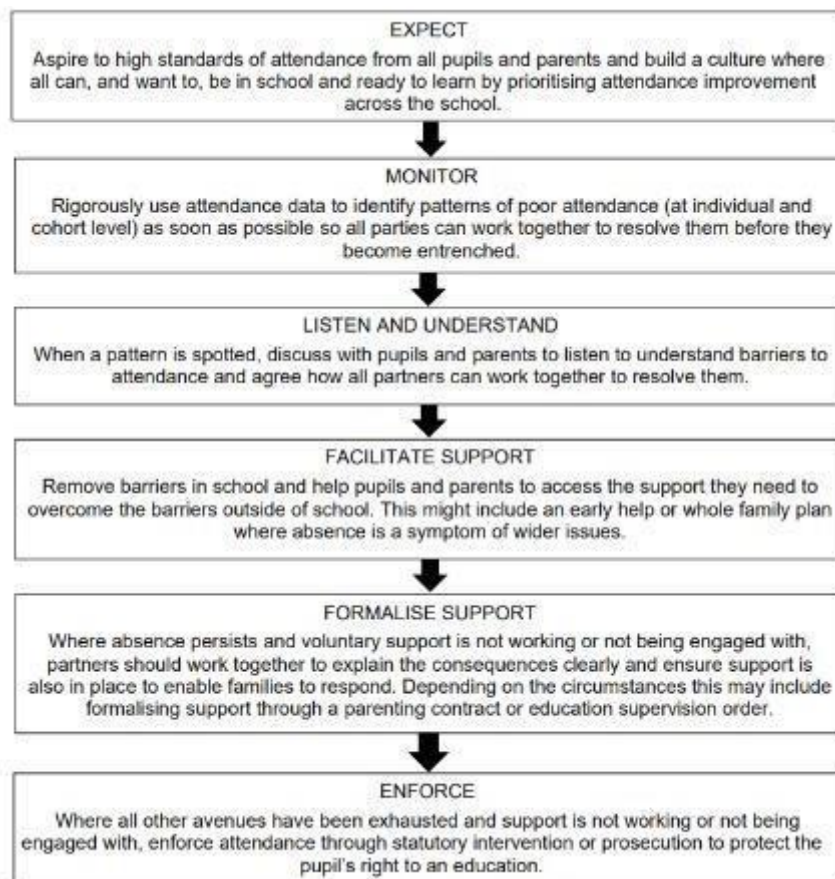 EXPECT
Aspire to high standards of attendance from all pupils and parents and build a culture where
all can, and want to, be in school and ready to learn by prioritising attendance improvement
across the school.
MONITOR
Rigorously use attendance data to identify patterns of poor attendance (at individual and
cohort level) as soon as possible so all parties can work together to resolve them before they
become entrenched.
LISTEN AND UNDERSTAND
When a pattern is spotted, discuss with pupils and parents to listen to understand barriers to
attendance and agree how all partners can work together to resolve them.
FACILITATE SUPPORT
Remove barriers in school and help pupils and parents to access the support they need to
overcome the barriers outside of school. This might include an early help or whole family plan
where absence is a symptom of wider issues.
FORMALISE SUPPORT
Where absence persists and voluntary support is not working or not being engaged with,
partners should work together to explain the consequences clearly and ensure support is
also in place to enable families to respond. Depending on the circumstances this may include
formalising support through a parenting contract or education supervision order.
ENFORCE
Where all other avenues have been exhausted and support is not working or not being
engaged with, enforce attendance through statutory intervention or prosecution to protect the
pupil's right to an education.